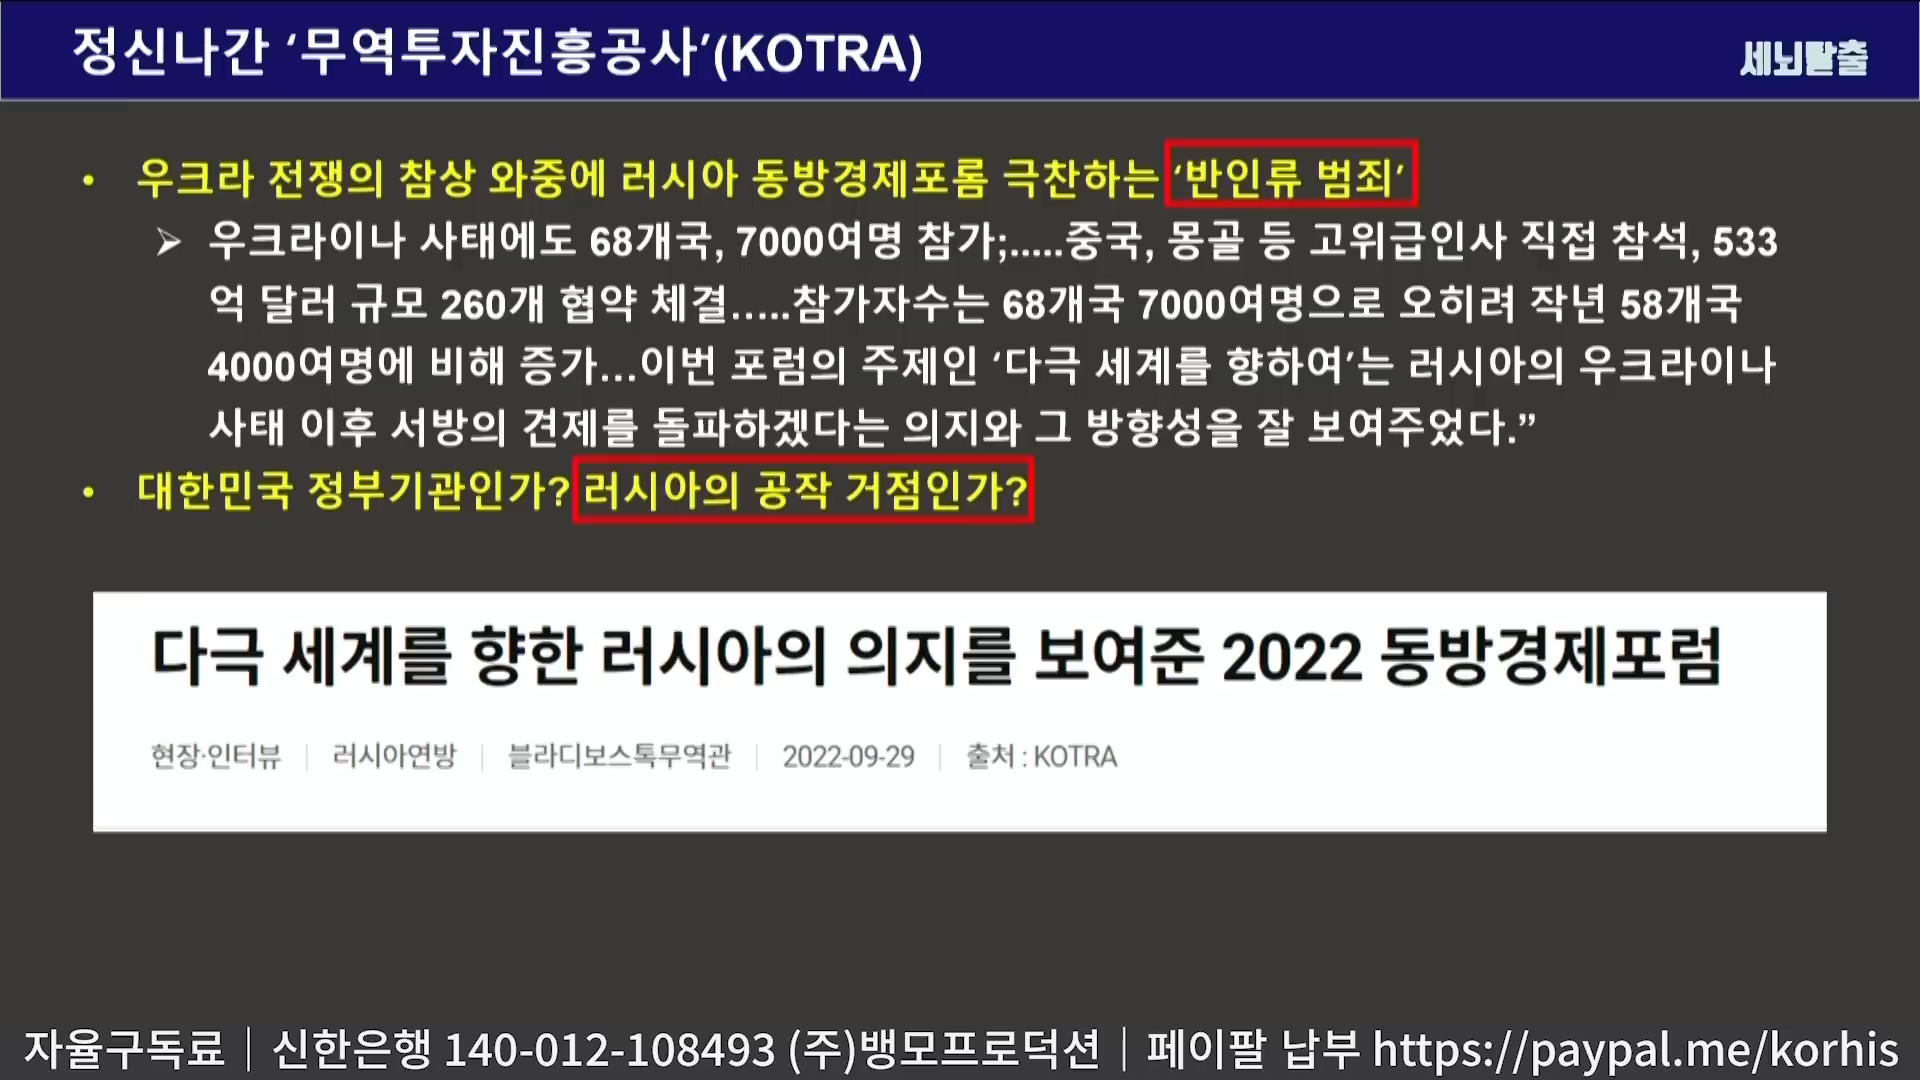 정신나간 ‘무역투자진흥공사’(KOTRA)
세뇌탈출
• 우크라 전쟁의 참상 와중에 러시아 동방경제포롬 극찬하는 ‘반인류 범죄’
➢ 우크라이나 사태에도 68개국, 7000여명 참가;.....중국, 몽골 등 고위급인사 직접 참석, 533
억 달러 규모 260개 협약 체결…..참가자수는 68개국 7000여명으로 오히려 작년 58개국
4000여명에 비해 증가…이번 포럼의 주제인 ‘다극 세계를 향하여’는 러시아의 우크라이나
사태 이후 서방의 견제를 돌파하겠다는 의지와 그 방향성을 잘 보여주었다.”
• 대한민국 정부기관인가? 러시아의 공작 거점인가?
다극 세계를 향한 러시아의 의지를 보여준 2022 동방경제포럼
현장·인터뷰 | 러시아연방 | 블라디보스톡무역관 | 2022-09-29 | 출처 : KOTRA
자율구독료 | 신한은행 140-012-108493 (주)뱅모프로덕션 | 페이팔 납부 https://paypal.me/korhis